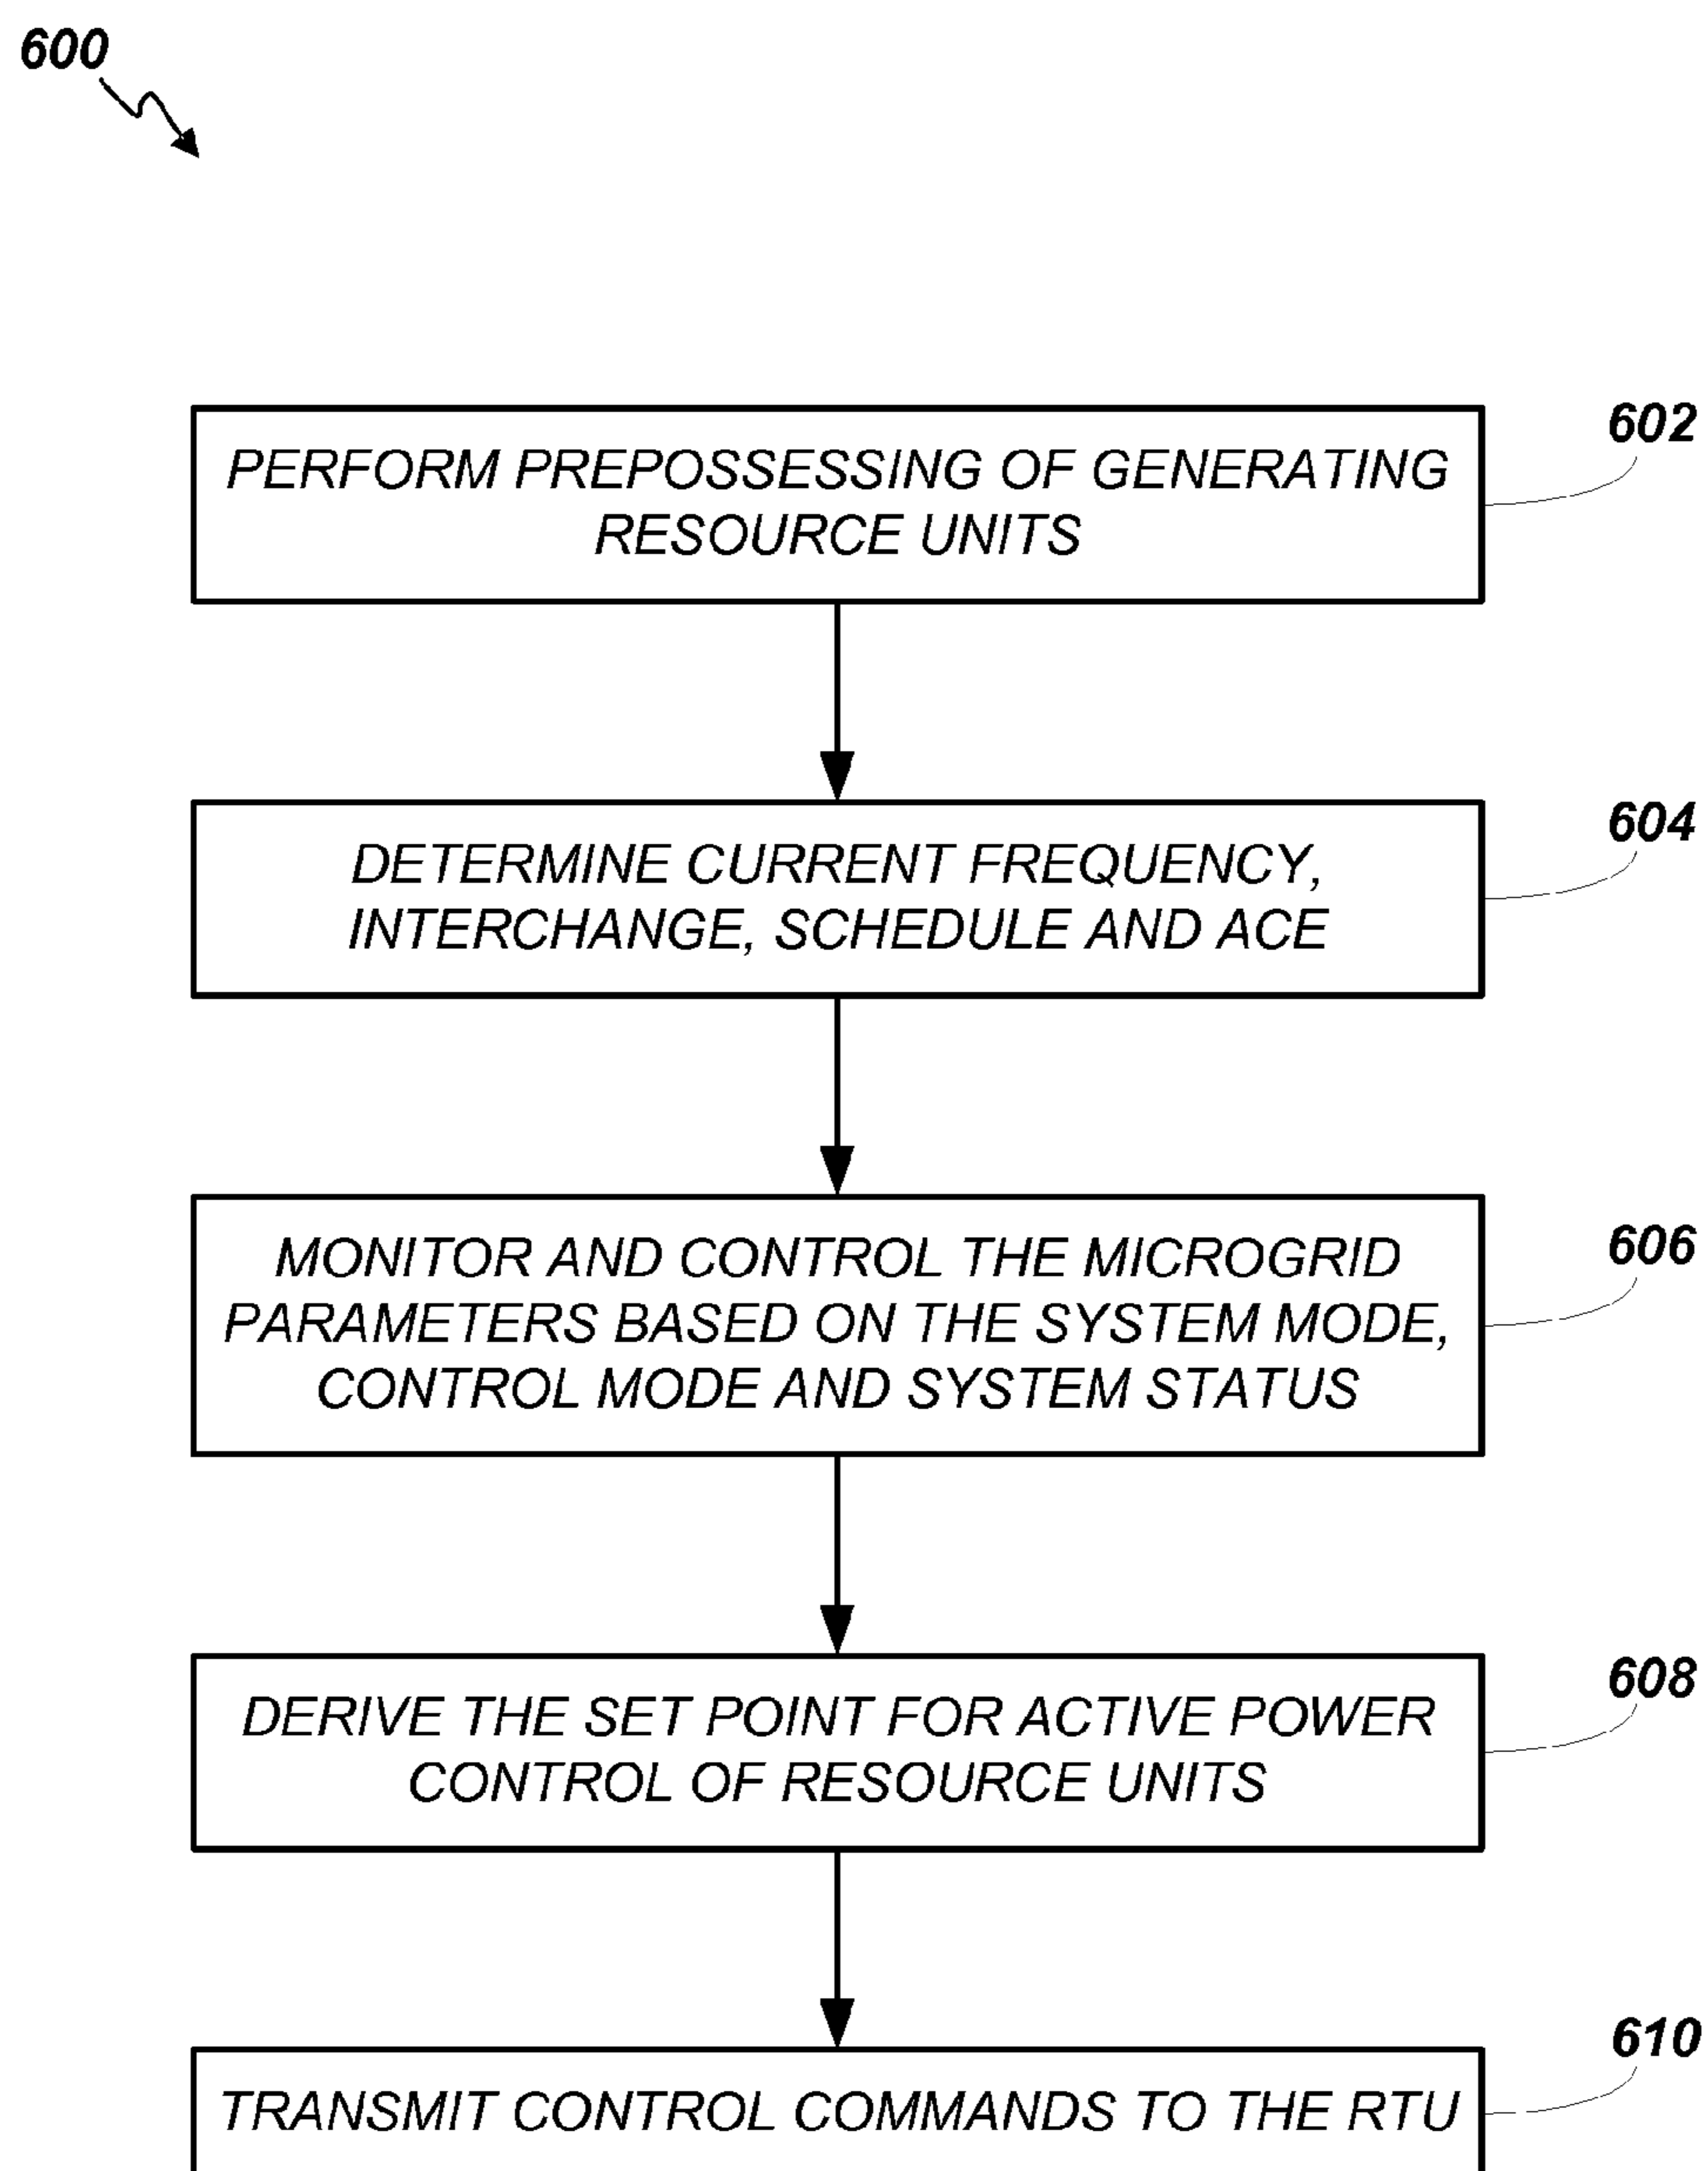 600
602
PERFORM PREPOSSESSING OF GENERATING
RESOURCE UNITS
604
DETERMINE CURRENT FREQUENCY,
INTERCHANGE, SCHEDULE AND ACE
606
MONITOR AND CONTROL THE MICROGRID
PARAMETERS BASED ON THE SYSTEM MODE,
CONTROL MODE AND SYSTEM STATUS
608
DERIVE THE SET POINT FOR ACTIVE POWER
CONTROL OF RESOURCE UNITS
610
TRANSMIT CONTROL COMMANDS TO THE RTU